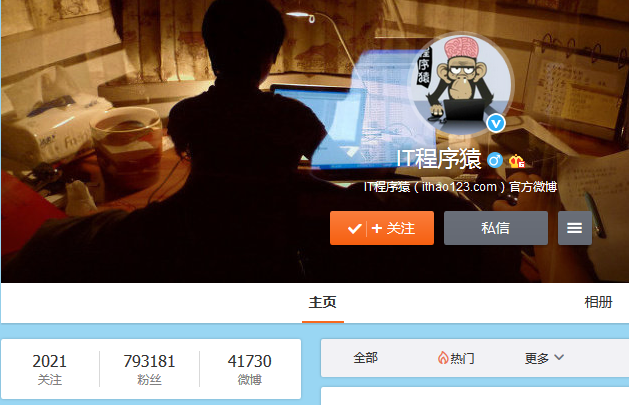 程序猿
IT程序猿
IT程序猿（ithao123.com）官方微博
+ 关注
私信
主页
相册
2021
793181
41730
关注
粉丝
微博
全部
热门
更多